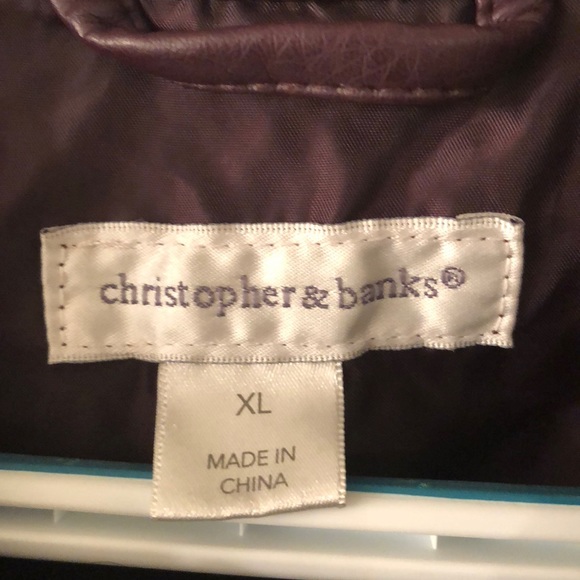 christopher & banks®
XL
MADE IN
CHINA